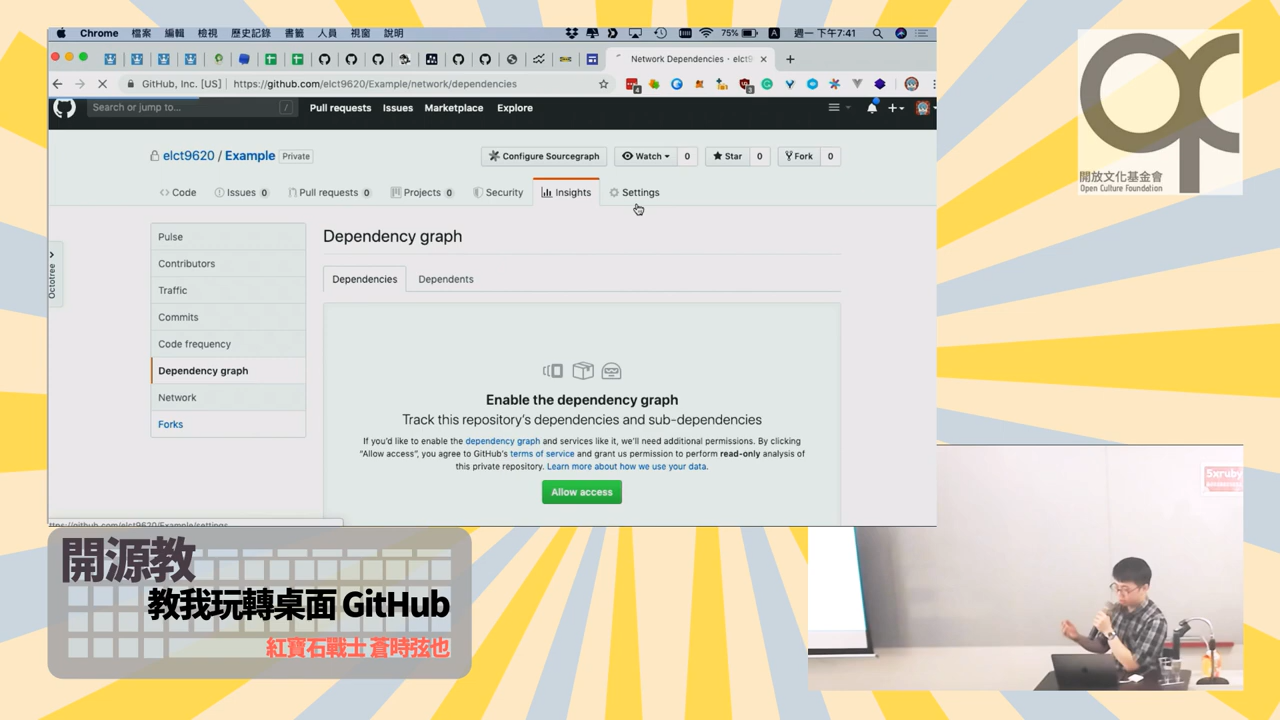 Chrome 檔案 編輯 檢視 歷史記錄 書籤 人員 視窗 說明 75% 週一 下午7:41
Network Dependencies · elct9
GitHub, Inc. [US] https://github.com/elct9620/Example/network/dependencies
Search or jump to... / Pull requests Issues Marketplace Explore
elct9620 / Example Private Configure Sourcegraph Watch 0 Star 0 Fork 0
Code Issues 0 Pull requests 0 Projects 0 Security Insights Settings
Octotree
Pulse
Contributors
Traffic
Commits
Code frequency
Dependency graph
Network
Forks
Dependency graph
Dependencies Dependents
Enable the dependency graph
Track this repository's dependencies and sub-dependencies
If you'd like to enable the dependency graph and services like it, we'll need additional permissions. By clicking
"Allow access", you agree to GitHub's terms of service and grant us permission to perform read-only analysis of
this private repository. Learn more about how we use your data.
Allow access
ttps://github.com/elct9620/Example/settings
開放文化基金會
Open Culture Foundation
5xruby
開源教
教我玩轉桌面 GitHub
紅寶石戰士 蒼時弦也